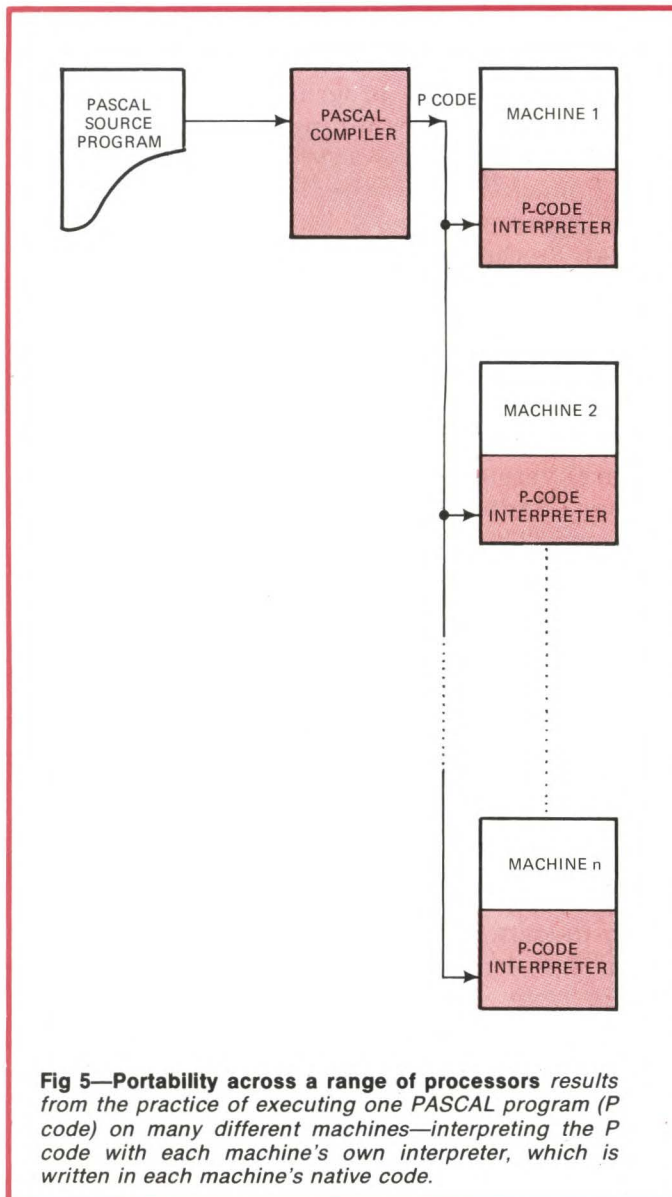 PASCAL
SOURCE
PROGRAM
PASCAL
COMPILER
P CODE
MACHINE 1
P-CODE
INTERPRETER
MACHINE 2
P-CODE
INTERPRETER
MACHINE n
P-CODE
INTERPRETER
Fig 5—Portability across a range of processors results
from the practice of executing one PASCAL program (P
code) on many different machines—interpreting the P
code with each machine's own interpreter, which is
written in each machine's native code.